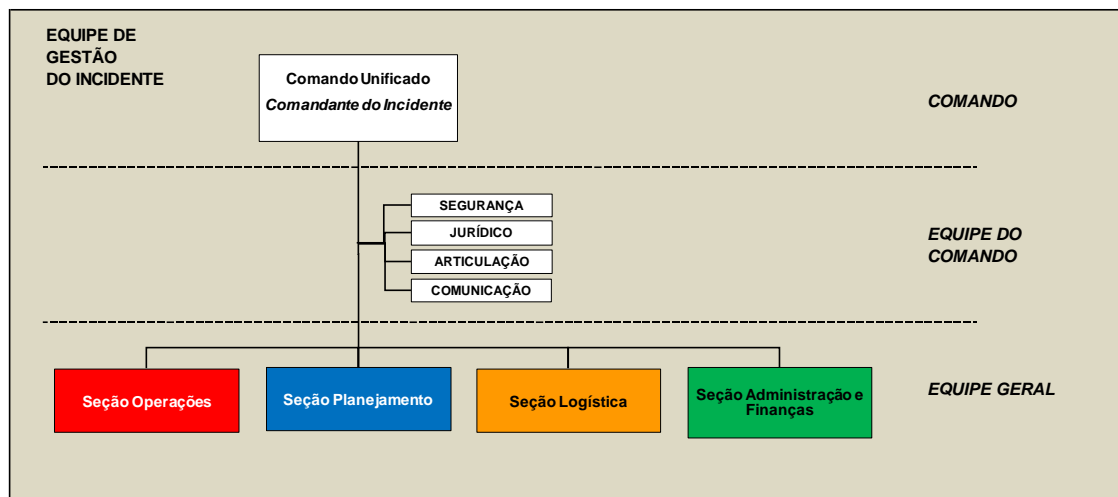 EQUIPE DE
GESTÃO
DO INCIDENTE
Comando Unificado
Comandante do Incidente
COMANDO
SEGURANÇA
JURÍDICO
ARTICULAÇÃO
COMUNICAÇÃO
EQUIPE DO
COMANDO
Seção Operações
Seção Planejamento
Seção Logística
Seção Administração e
Finanças
EQUIPE GERAL